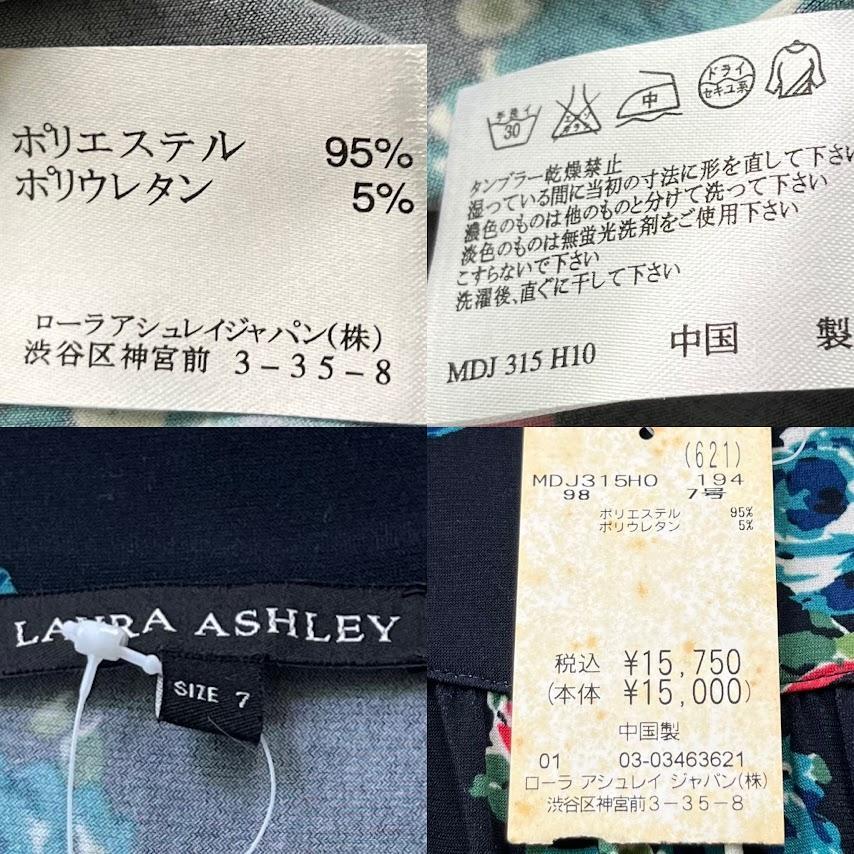 ポリエステル 95%
ポリウレタン 5%
ローラ アシュレイジャパン(株)
渋谷区神宮前 3-35-8
手洗イ
30
エンソ
サラシ
中
ドライ
セキユ系
タンブラー乾燥禁止
湿っている間に当初の寸法に形を直して下さい
濃色のものは他のものと分けて洗って下さい
淡色のものは無蛍光洗剤をご使用下さい
こすらないで下さい
洗濯後、直ぐに干して下さい
MDJ 315 H10 中国 製
LAURA ASHLEY
SIZE 7
(621)
MDJ315HO 194
98 7号
ポリエステル 95%
ポリウレタン 5%
税込 ¥15,750
(本体 ¥15,000)
中国製
01 03-03463621
ローラ アシュレイ ジャパン(株)
渋谷区神宮前3-35-8